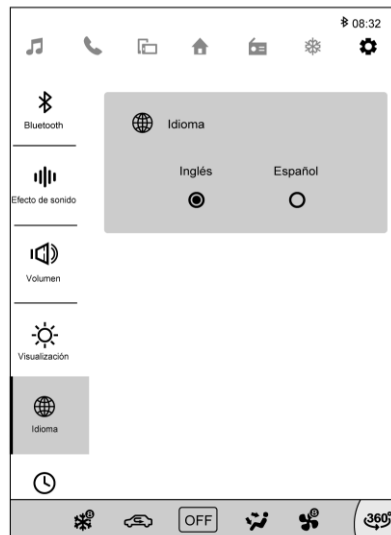 08:32
Bluetooth
Idioma
Inglés Español
Efecto de sonido
Volumen
Visualización
Idioma
OFF
360°